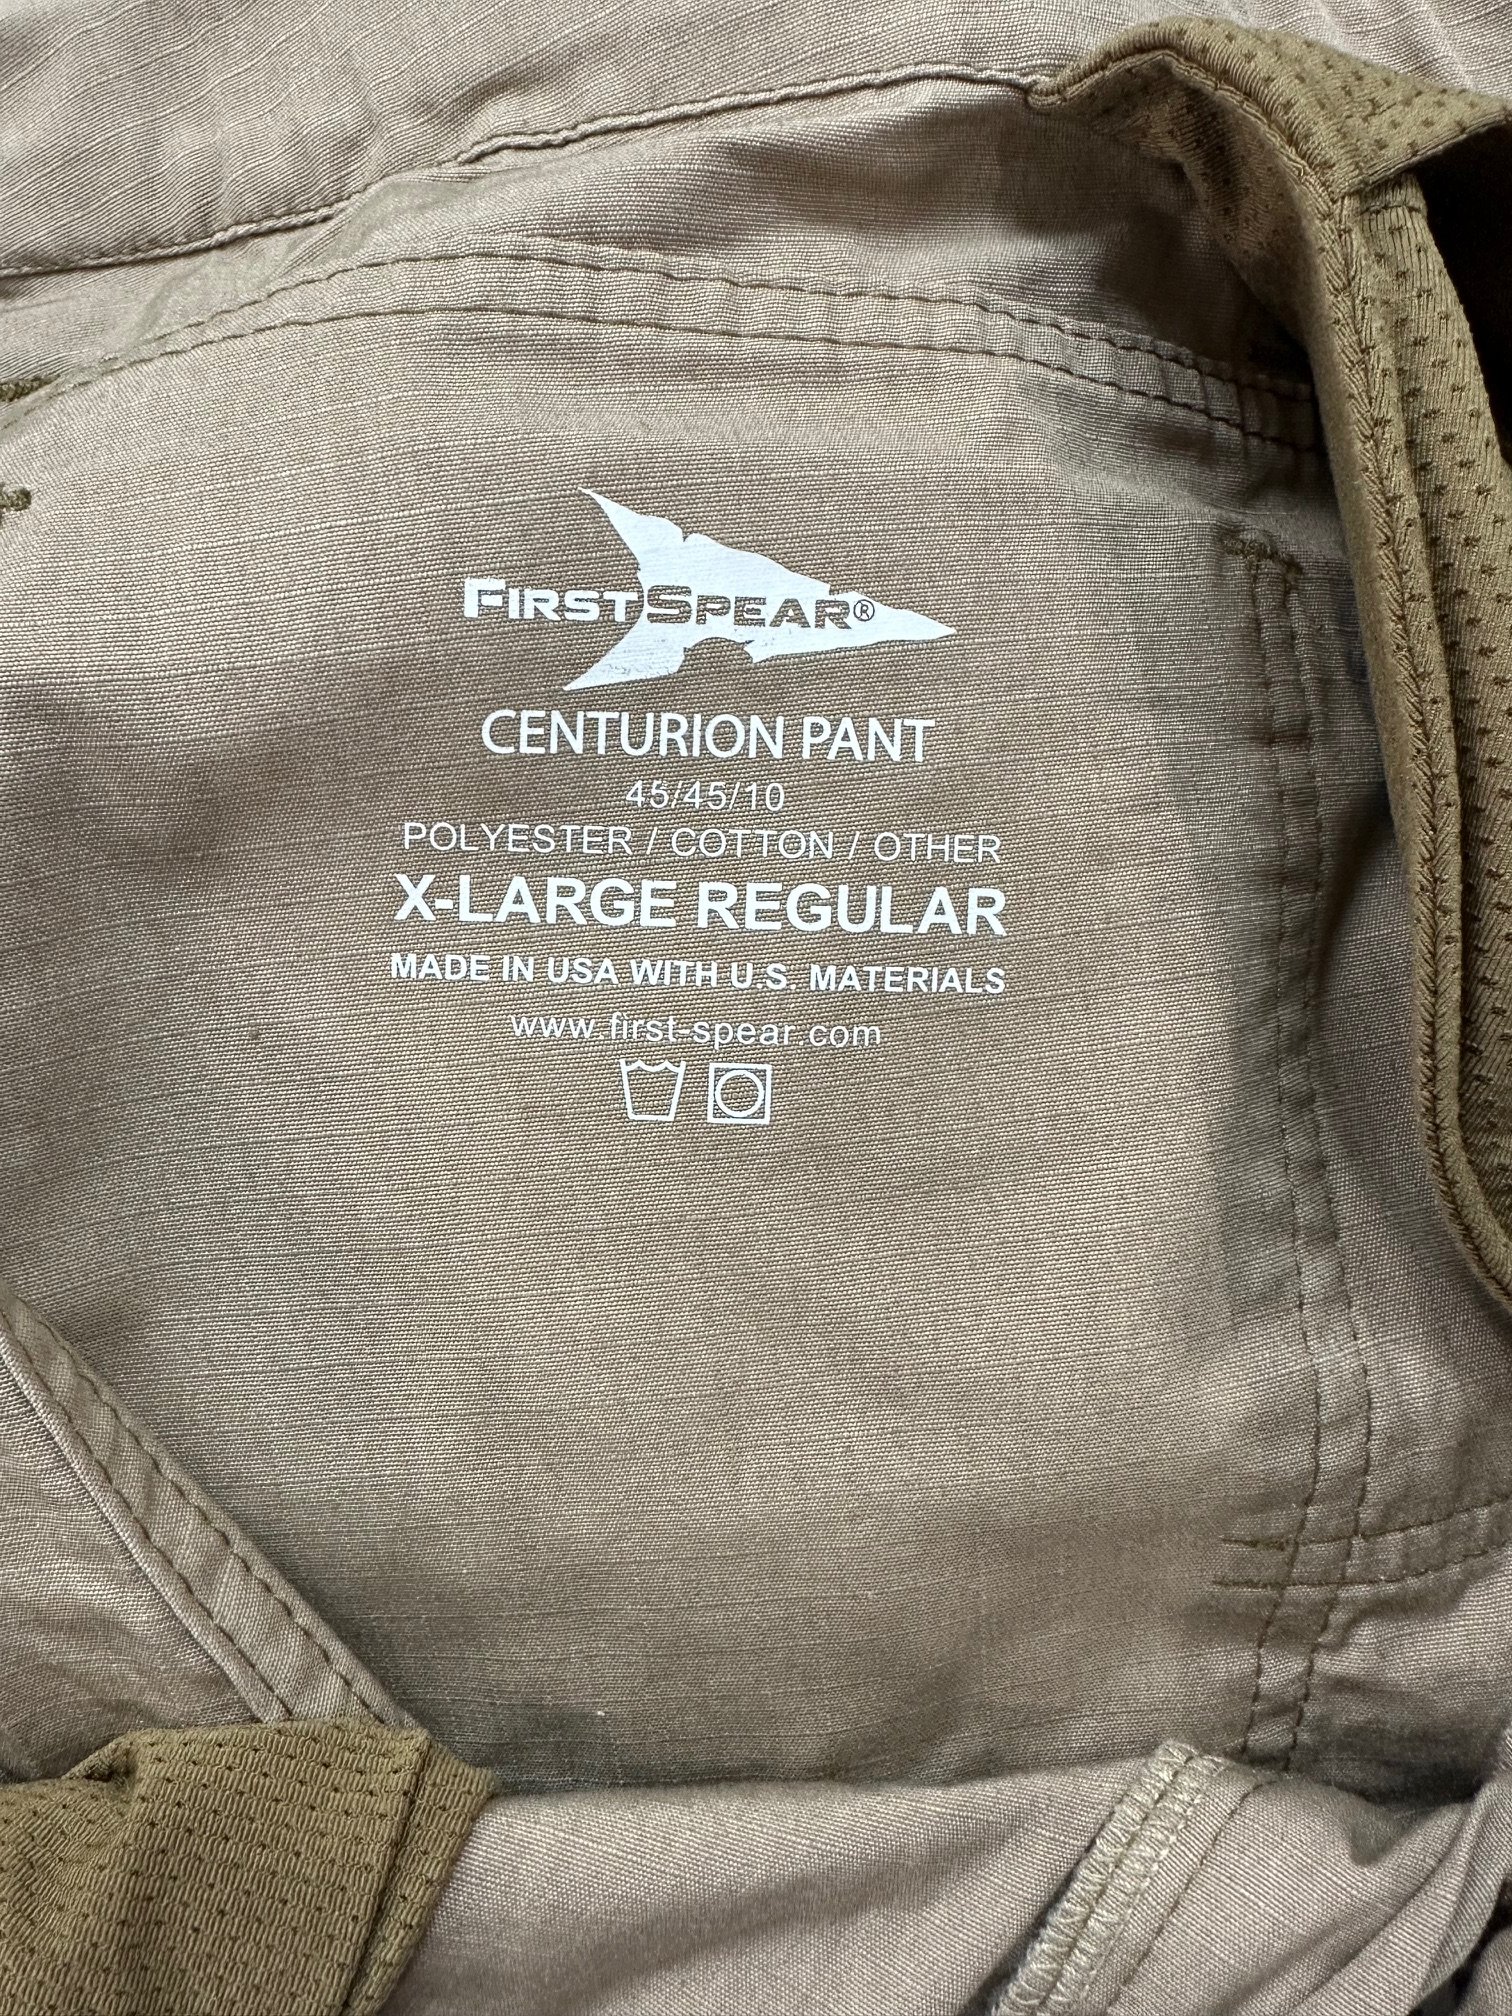 FIRSTSPEAR®
CENTURION PANT
45/45/10
POLYESTER / COTTON / OTHER
X-LARGE REGULAR
MADE IN USA WITH U.S. MATERIALS
www.first-spear.com